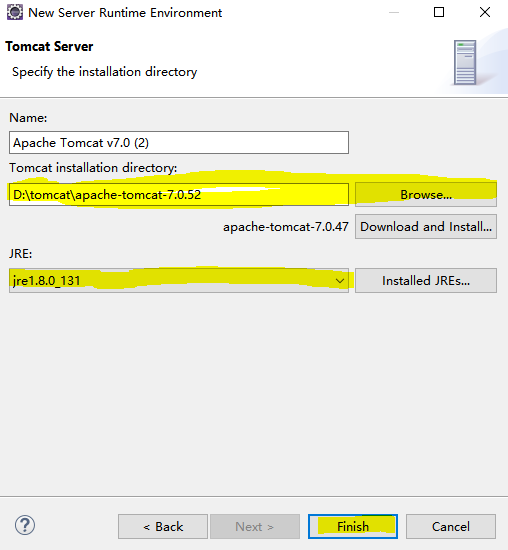 New Server Runtime Environment
Tomcat Server
Specify the installation directory
Name:
Apache Tomcat v7.0 (2)
Tomcat installation directory:
D:\tomcat\apache-tomcat-7.0.52 Browse...
apache-tomcat-7.0.47 Download and Install...
JRE:
jre1.8.0_131 Installed JREs...
? < Back Next > Finish Cancel